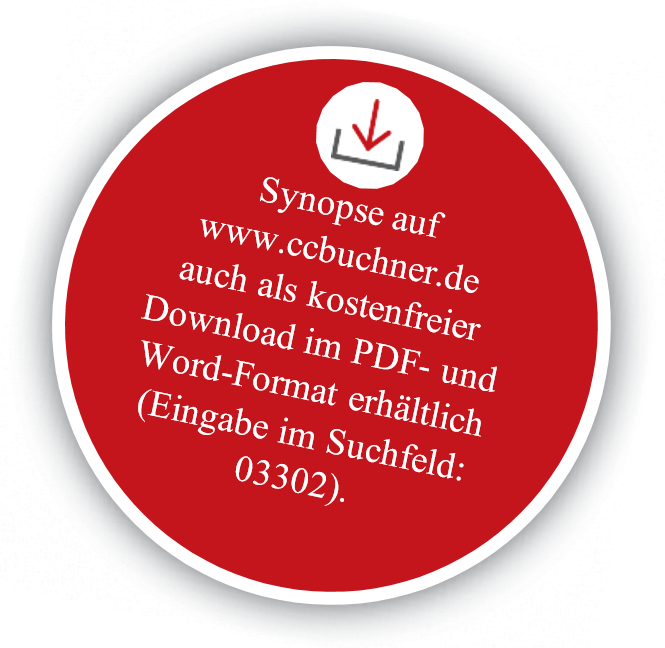 Synopse auf
www.ccbuchner.de
auch als kostenfreier
Download im PDF- und
Word-Format erhältlich
(Eingabe im Suchfeld:
03302).